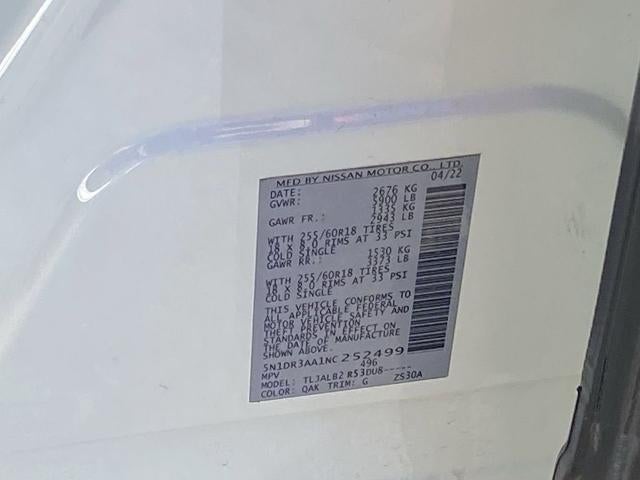 MFD BY NISSAN MOTOR CO., LTD.
DATE: 04/22
GVWR: 2676 KG
5900 LB
GAWR FR.: 1335 KG
2943 LB
WITH 255/60R18 TIRES
18 X 8.0 RIMS AT 33 PSI
COLD SINGLE
GAWR RR.: 1530 KG
3373 LB
WITH 255/60R18 TIRES
18 X 8.0 RIMS AT 33 PSI
COLD SINGLE
THIS VEHICLE CONFORMS TO
ALL APPLICABLE FEDERAL
MOTOR VEHICLE SAFETY AND
THEFT PREVENTION
STANDARDS IN EFFECT ON
THE DATE OF MANUFACTURE
SHOWN ABOVE.
5N1DR3AA1NC252499
MPV 496
MODEL: TLJALB2 R53DU8-----
COLOR: QAK TRIM: G ZS30A